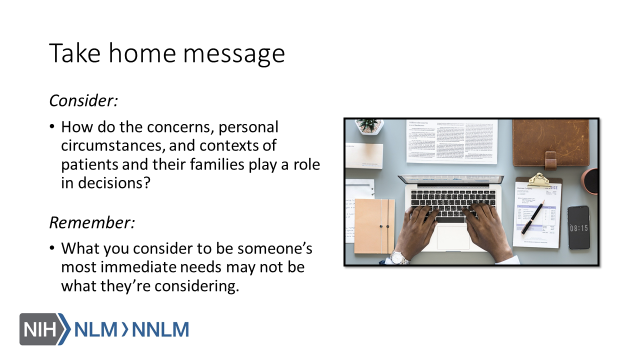 Take home message
Consider:
• How do the concerns, personal
circumstances, and contexts of
patients and their families play a role
in decisions?
Remember:
• What you consider to be someone's
most immediate needs may not be
what they're considering.
08:15
NIH NLM NNLM